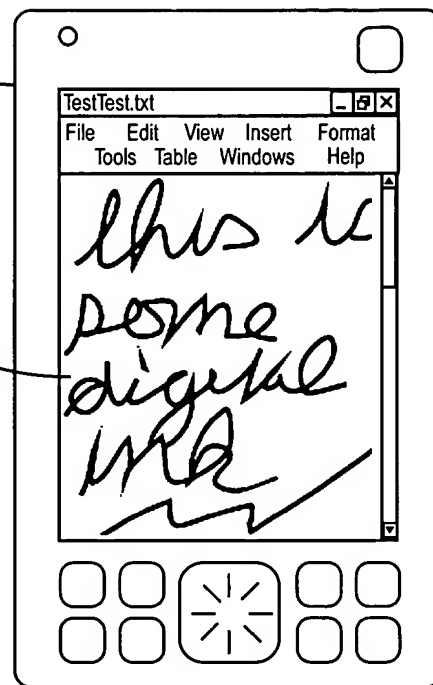 TestTest.txt
File Edit View Insert Format
Tools Table Windows Help
this is
some
digital
ink